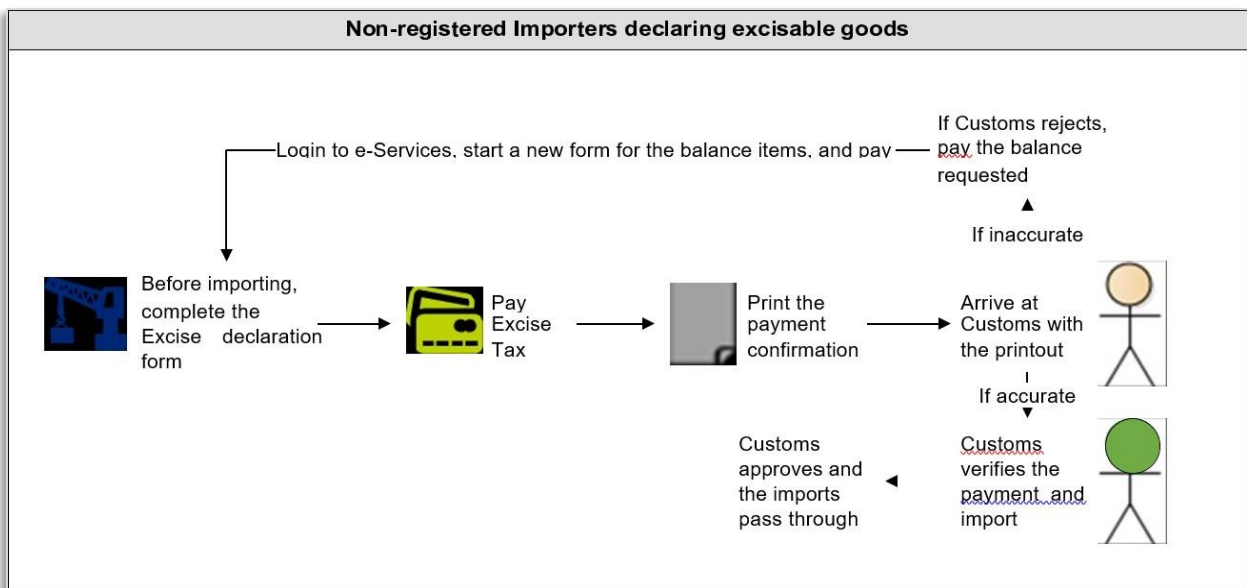 Non-registered Importers declaring excisable goods
If Customs rejects,
pay the balance
requested
Login to e-Services, start a new form for the balance items, and pay
If inaccurate
Before importing,
complete the
Excise declaration
form
Pay
Excise
Tax
Print the
payment
confirmation
Arrive at
Customs with
the printout
If accurate
Customs
verifies the
payment and
import
Customs
approves and
the imports
pass through